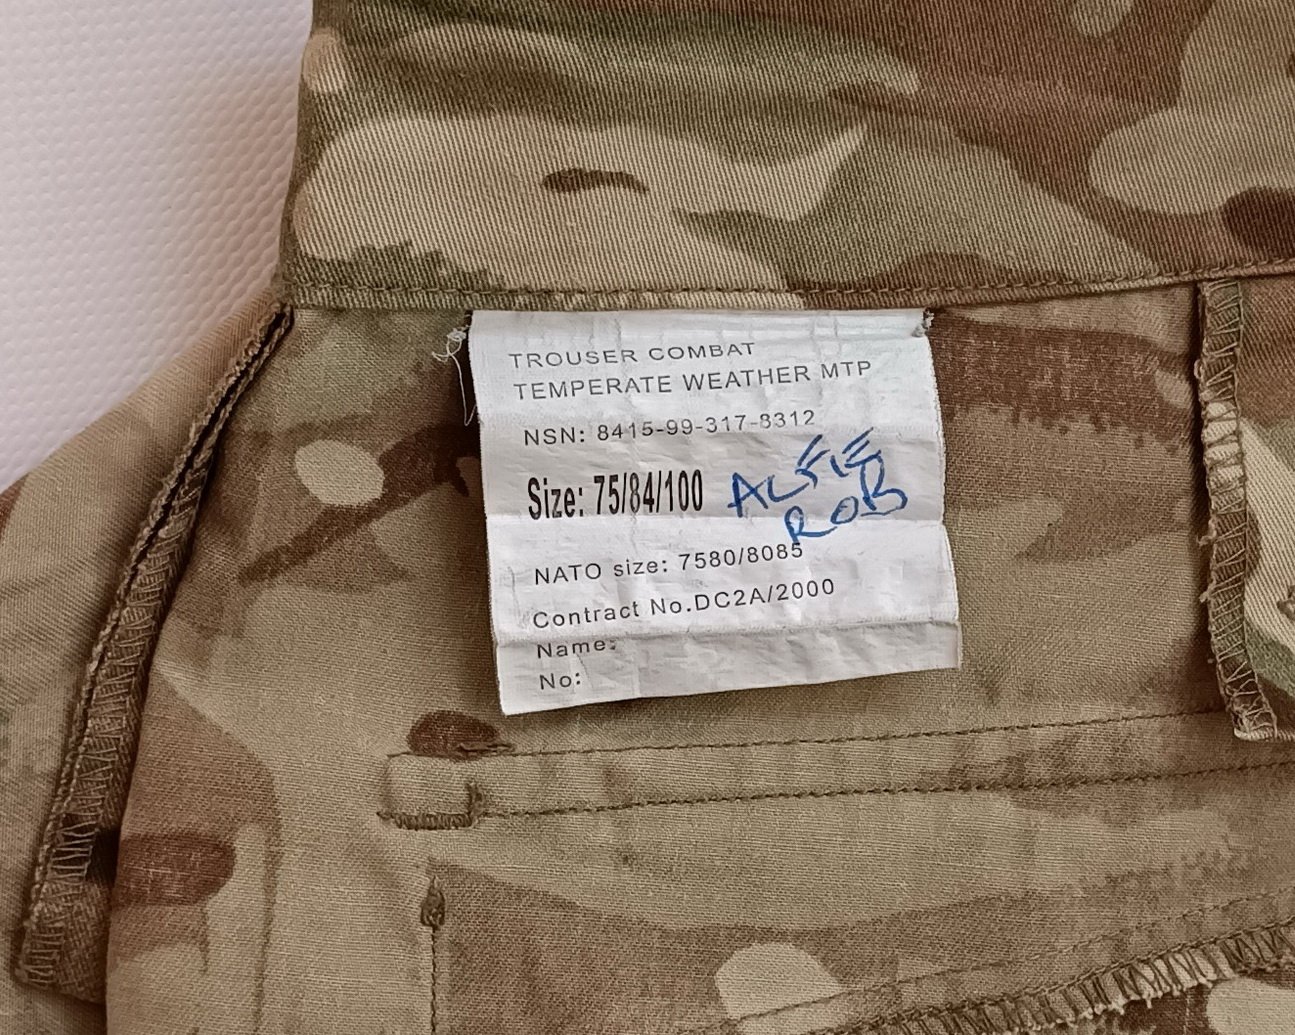 TROUSER COMBAT
TEMPERATE WEATHER MTP
NSN: 8415-99-317-8312
Size: 75/84/100
ALFIE
ROB
NATO size: 7580/8085
Contract No.DC2A/2000
Name:
No: